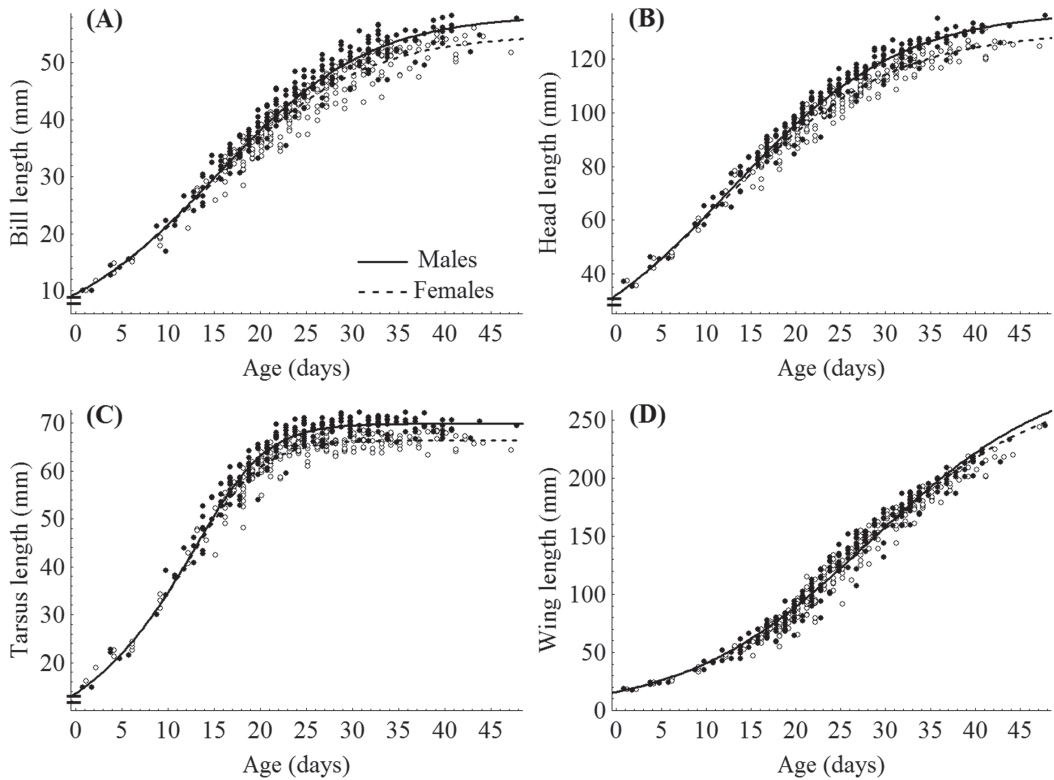 (A)
Bill length (mm)
50
40
30
20
10
0 5 10 15 20 25 30 35 40 45
Age (days)
Males
Females
(B)
Head length (mm)
120
100
80
60
40
0 5 10 15 20 25 30 35 40 45
Age (days)
(C)
Tarsus length (mm)
70
60
50
40
30
20
0 5 10 15 20 25 30 35 40 45
Age (days)
(D)
Wing length (mm)
250
200
150
100
50
0
0 5 10 15 20 25 30 35 40 45
Age (days)